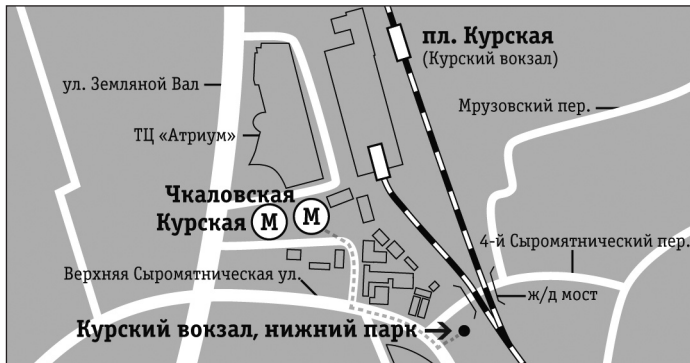 пл. Курская
(Курский вокзал)
ул. Земляной Вал
Мрузовский пер.
ТЦ «Атриум»
Чкаловская
Курская М М
4-й Сыромятнический пер.
Верхняя Сыромятническая ул.
ж/д мост
Курский вокзал, нижний парк